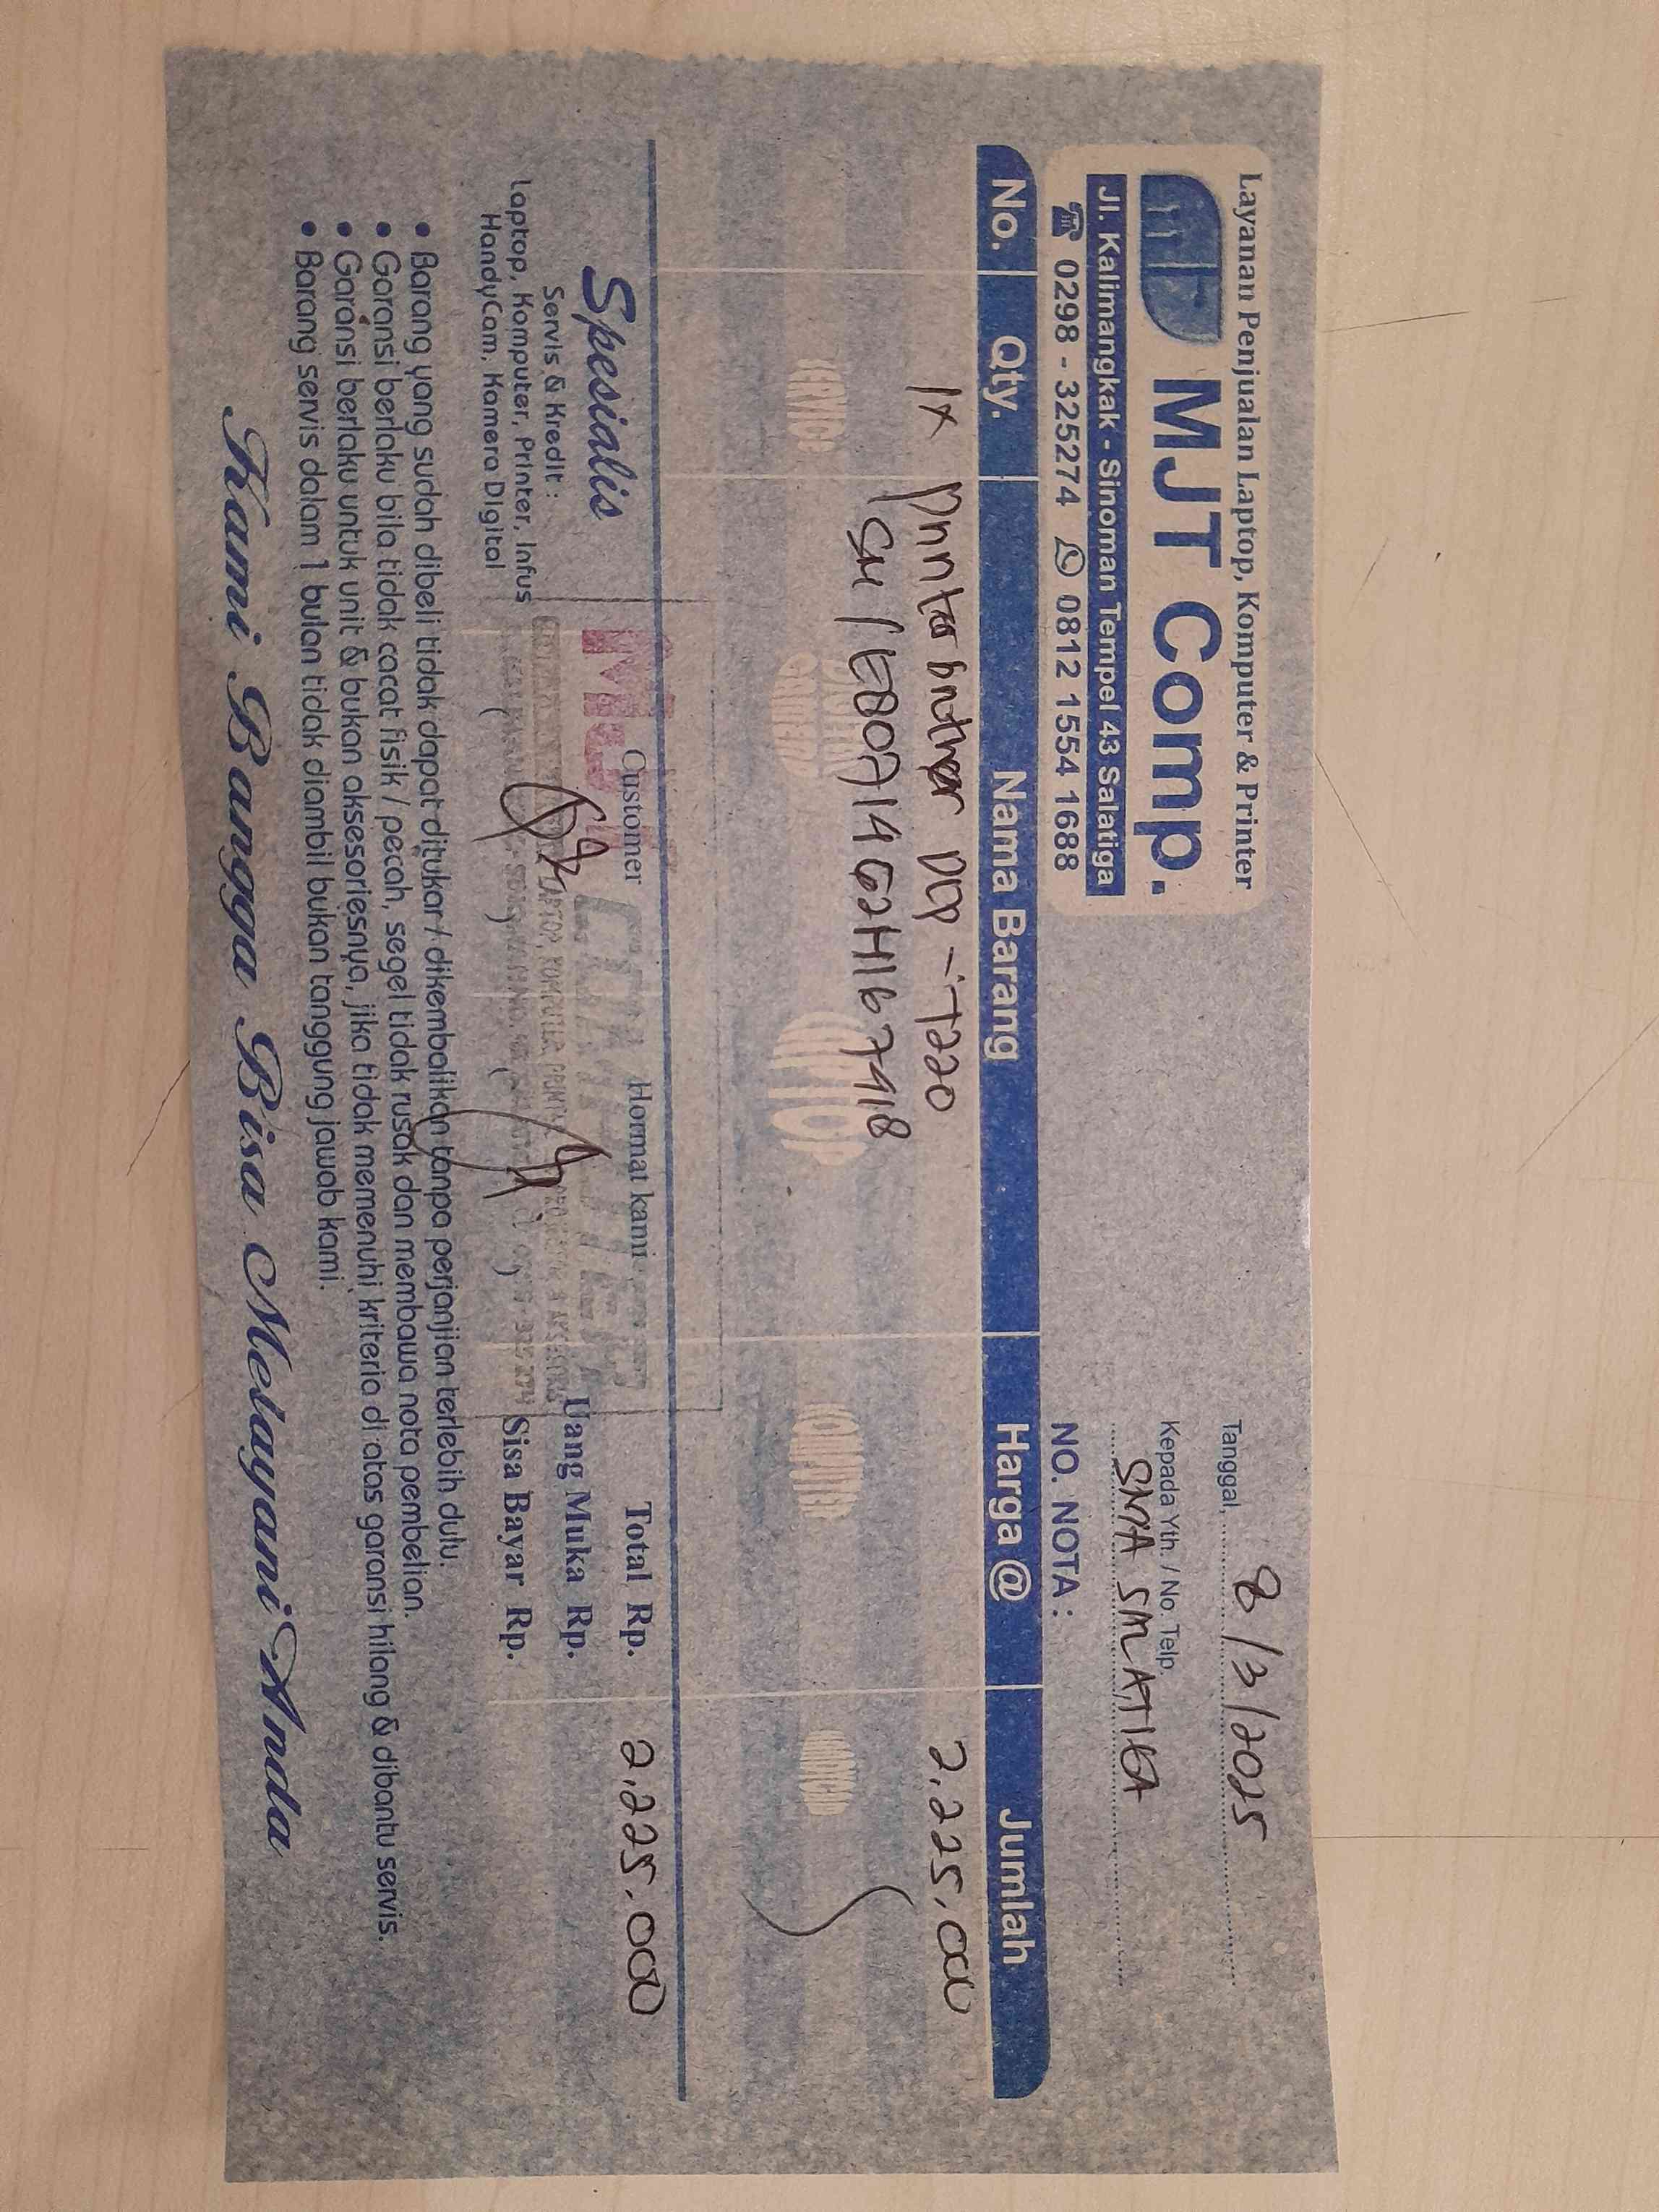 Layanan Penjualan Laptop, Komputer & Printer
MJT Comp.
Jl. Kalimangkak - Sinoman Tempel 43 Salatiga
0298 - 325274 0812 1554 1688
Tanggal, 8/3/2025
Kepada Yth. / No. Telp.
SMA
NO. NOTA :
No. Qty. Nama Barang Harga @ Jumlah
1x Printer brother DCP - T220 2.225.000
SN / E80714G2H167418
SERVICE
LAPTOP
Customer Hormat kami Total Rp. 2.225.000
Uang Muka Rp.
Sisa Bayar Rp.
Spesialis
Servis & Kredit :
Laptop, Komputer, Printer, Infus
HandyCam, Kamera Digital
• Barang yang sudah dibeli tidak dapat ditukar / dikembalikan tanpa perjanjian terlebih dulu.
• Garansi berlaku bila tidak cacat fisik / pecah, segel tidak rusak dan membawa nota pembelian.
• Garansi berlaku untuk unit & bukan aksesoriesnya, jika tidak memenuhi kriteria di atas garansi hilang & dibantu servis.
• Barang servis dalam 1 bulan tidak diambil bukan tanggung jawab kami.
Kami Bangga Bisa Melayani Anda